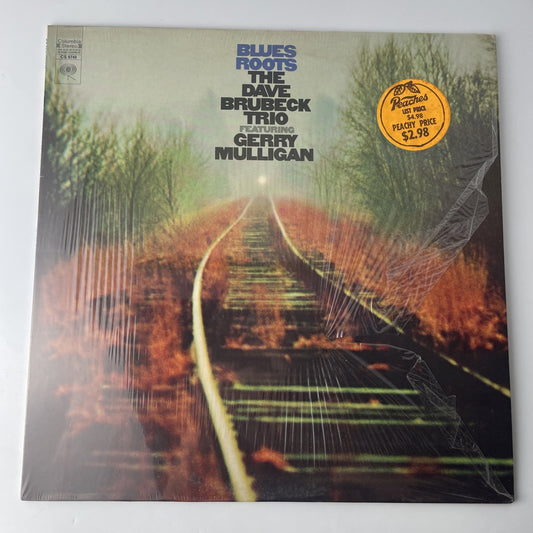 Columbia
Stereo
CS 9749
BLUES
ROOTS
THE
DAVE
BRUBECK
TRIO
FEATURING
GERRY
MULLIGAN
Peaches
LIST PRICE
$4.98
PEACHY PRICE
$2.98